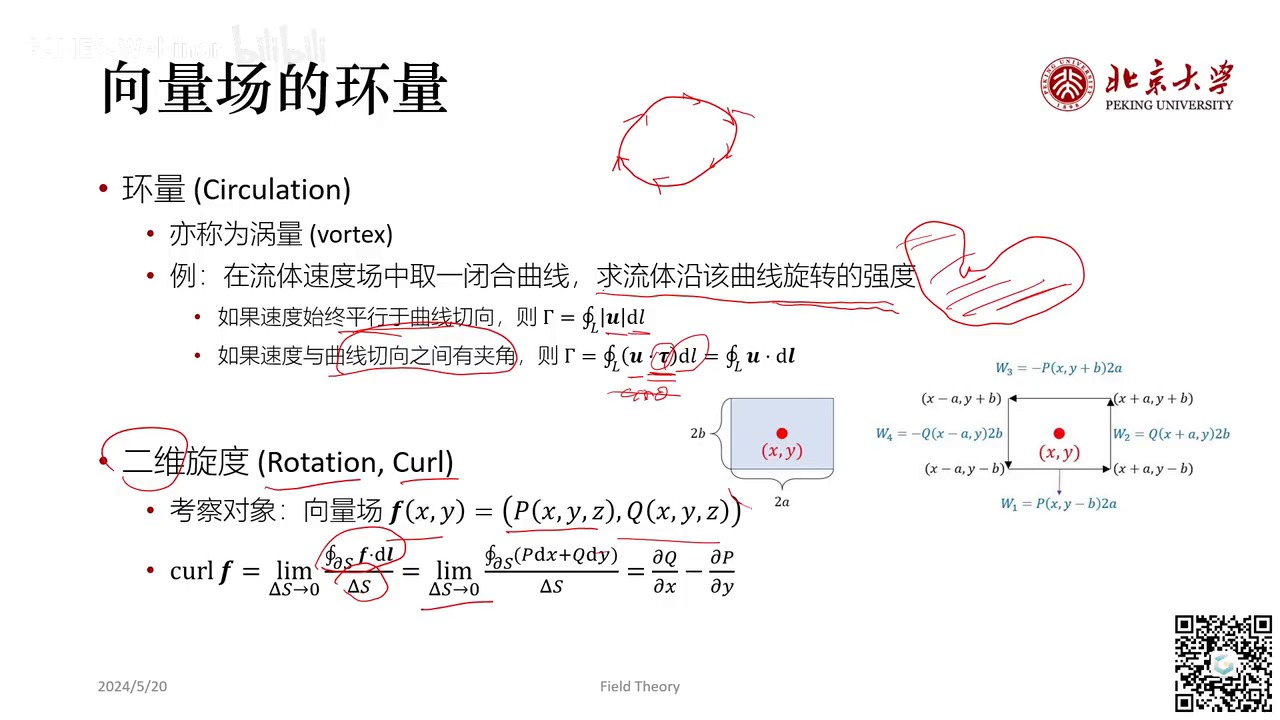 bilibili
向量场的环量
北京大学
PEKING UNIVERSITY
• 环量 (Circulation)
• 亦称为涡量 (vortex)
• 例：在流体速度场中取一闭合曲线，求流体沿该曲线旋转的强度
• 如果速度始终平行于曲线切向，则 Γ = ∮_L |u|dl
• 如果速度与曲线切向之间有夹角，则 Γ = ∮_L (u · τ)dl = ∮_L u · dl
2b
(x, y)
2a
W₃ = −P(x, y + b)2a
(x − a, y + b)
(x + a, y + b)
W₄ = −Q(x − a, y)2b
(x, y)
W₂ = Q(x + a, y)2b
(x − a, y − b)
(x + a, y − b)
W₁ = P(x, y − b)2a
• 二维旋度 (Rotation, Curl)
• 考察对象：向量场 f(x, y) = (P(x, y, z), Q(x, y, z))
• curl f = lim_{ΔS→0} ∮_{∂S} f·dl / ΔS = lim_{ΔS→0} ∮_{∂S}(Pdx+Qdy) / ΔS = ∂Q/∂x − ∂P/∂y
2024/5/20
Field Theory